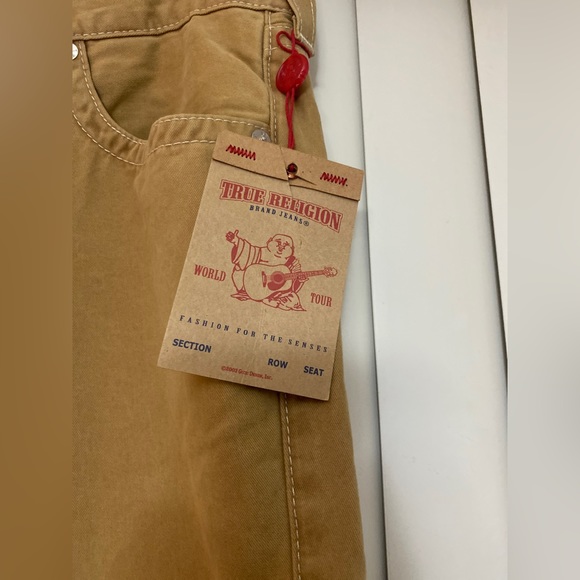 TRUE RELIGION
BRAND JEANS®
WORLD TOUR
FASHION FOR THE SENSES
SECTION ROW SEAT